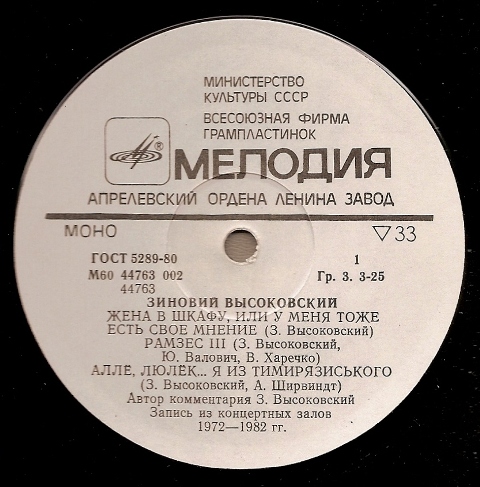 МИНИСТЕРСТВО
КУЛЬТУРЫ СССР
ВСЕСОЮЗНАЯ ФИРМА
ГРАМПЛАСТИНОК
МЕЛОДИЯ
АПРЕЛЕВСКИЙ ОРДЕНА ЛЕНИНА ЗАВОД
МОНО ▽33
ГОСТ 5289-80 1
М60 44763 002 Гр. 3. 3-25
44763
ЗИНОВИЙ ВЫСОКОВСКИЙ
ЖЕНА В ШКАФУ, ИЛИ У МЕНЯ ТОЖЕ
ЕСТЬ СВОЕ МНЕНИЕ (З. Высоковский)
РАМЗЕС III (З. Высоковский,
Ю. Валович, В. Харечко)
АЛЛЕ, ЛЮЛЁК... Я ИЗ ТИМИРЯЗИСЬКОГО
(З. Высоковский, А. Ширвиндт)
Автор комментария З. Высоковский
Запись из концертных залов
1972—1982 гг.